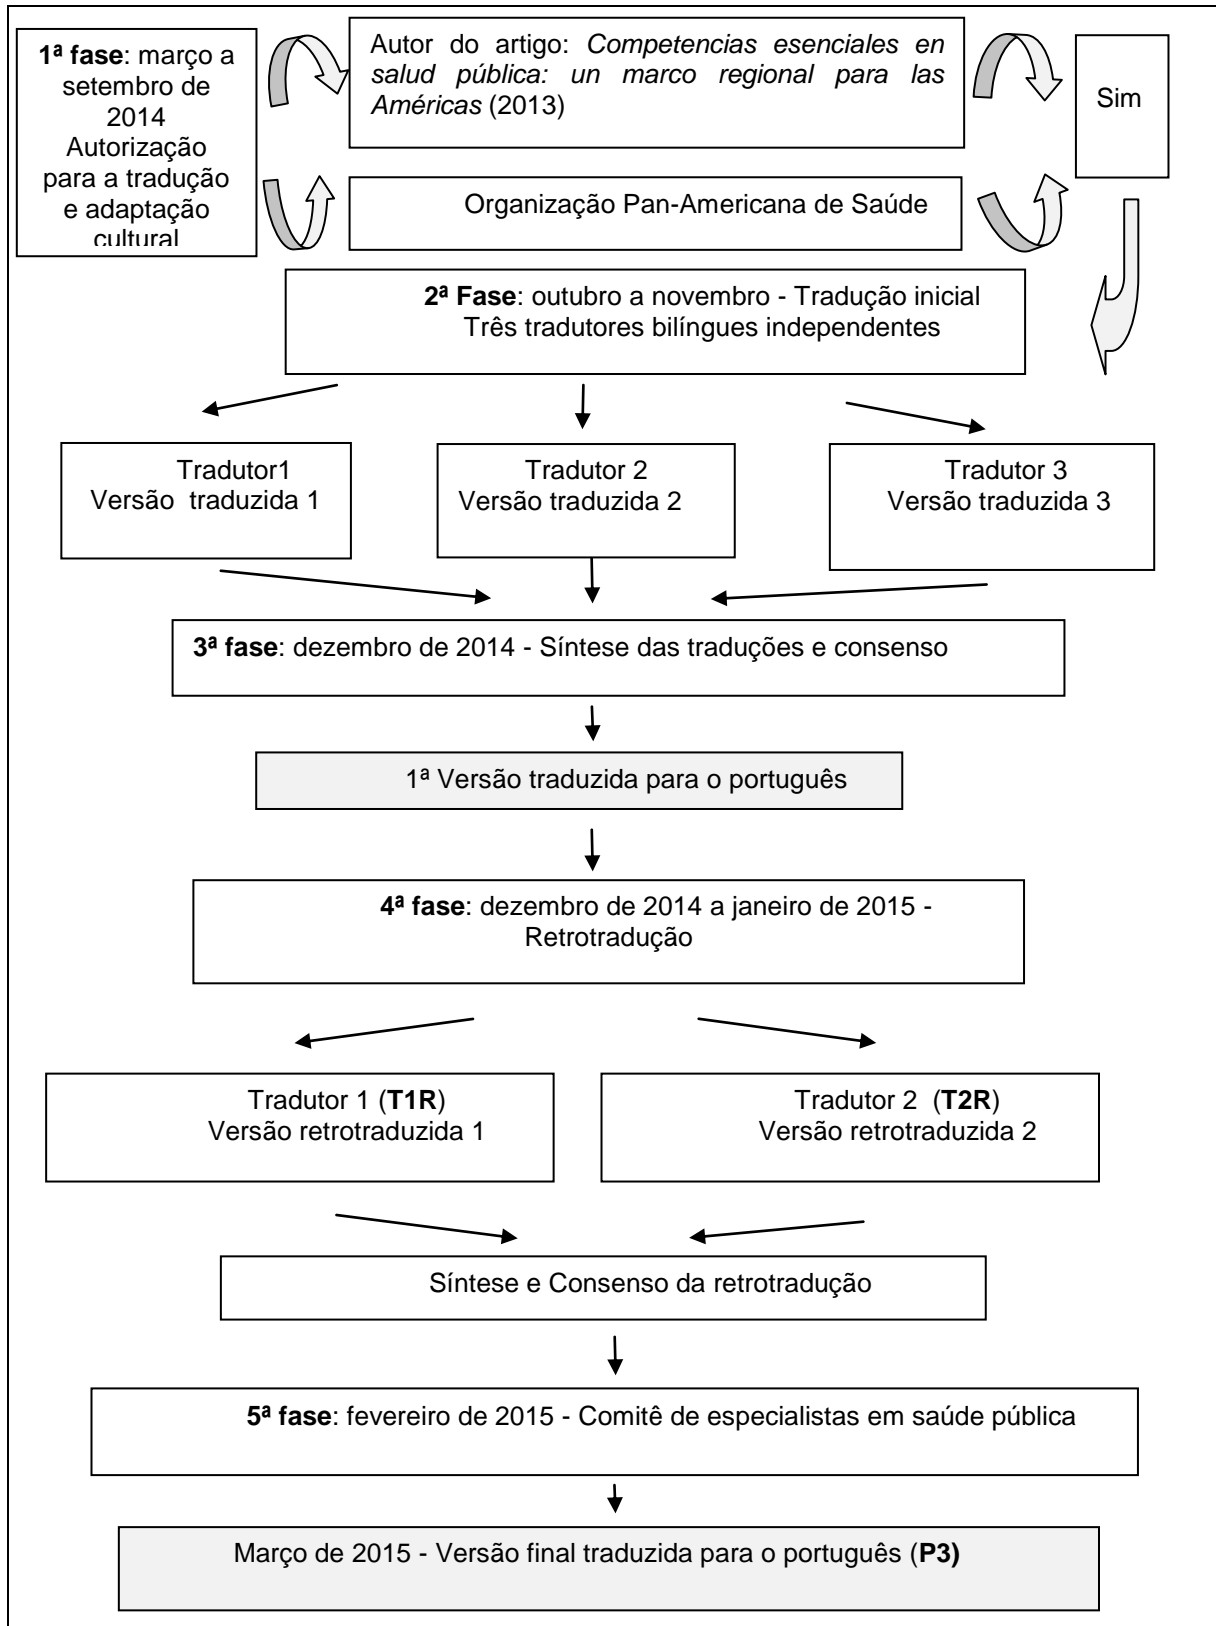 1ª fase: março a
setembro de
2014
Autorização
para a tradução
e adaptação
cultural
Autor do artigo: Competencias esenciales en
salud pública: un marco regional para las
Américas (2013)
Sim
Organização Pan-Americana de Saúde
2ª Fase: outubro a novembro - Tradução inicial
Três tradutores bilíngues independentes
Tradutor1
Versão traduzida 1
Tradutor 2
Versão traduzida 2
Tradutor 3
Versão traduzida 3
3ª fase: dezembro de 2014 - Síntese das traduções e consenso
1ª Versão traduzida para o português
4ª fase: dezembro de 2014 a janeiro de 2015 -
Retrotradução
Tradutor 1 (T1R)
Versão retrotraduzida 1
Tradutor 2 (T2R)
Versão retrotraduzida 2
Síntese e Consenso da retrotradução
5ª fase: fevereiro de 2015 - Comitê de especialistas em saúde pública
Março de 2015 - Versão final traduzida para o português (P3)